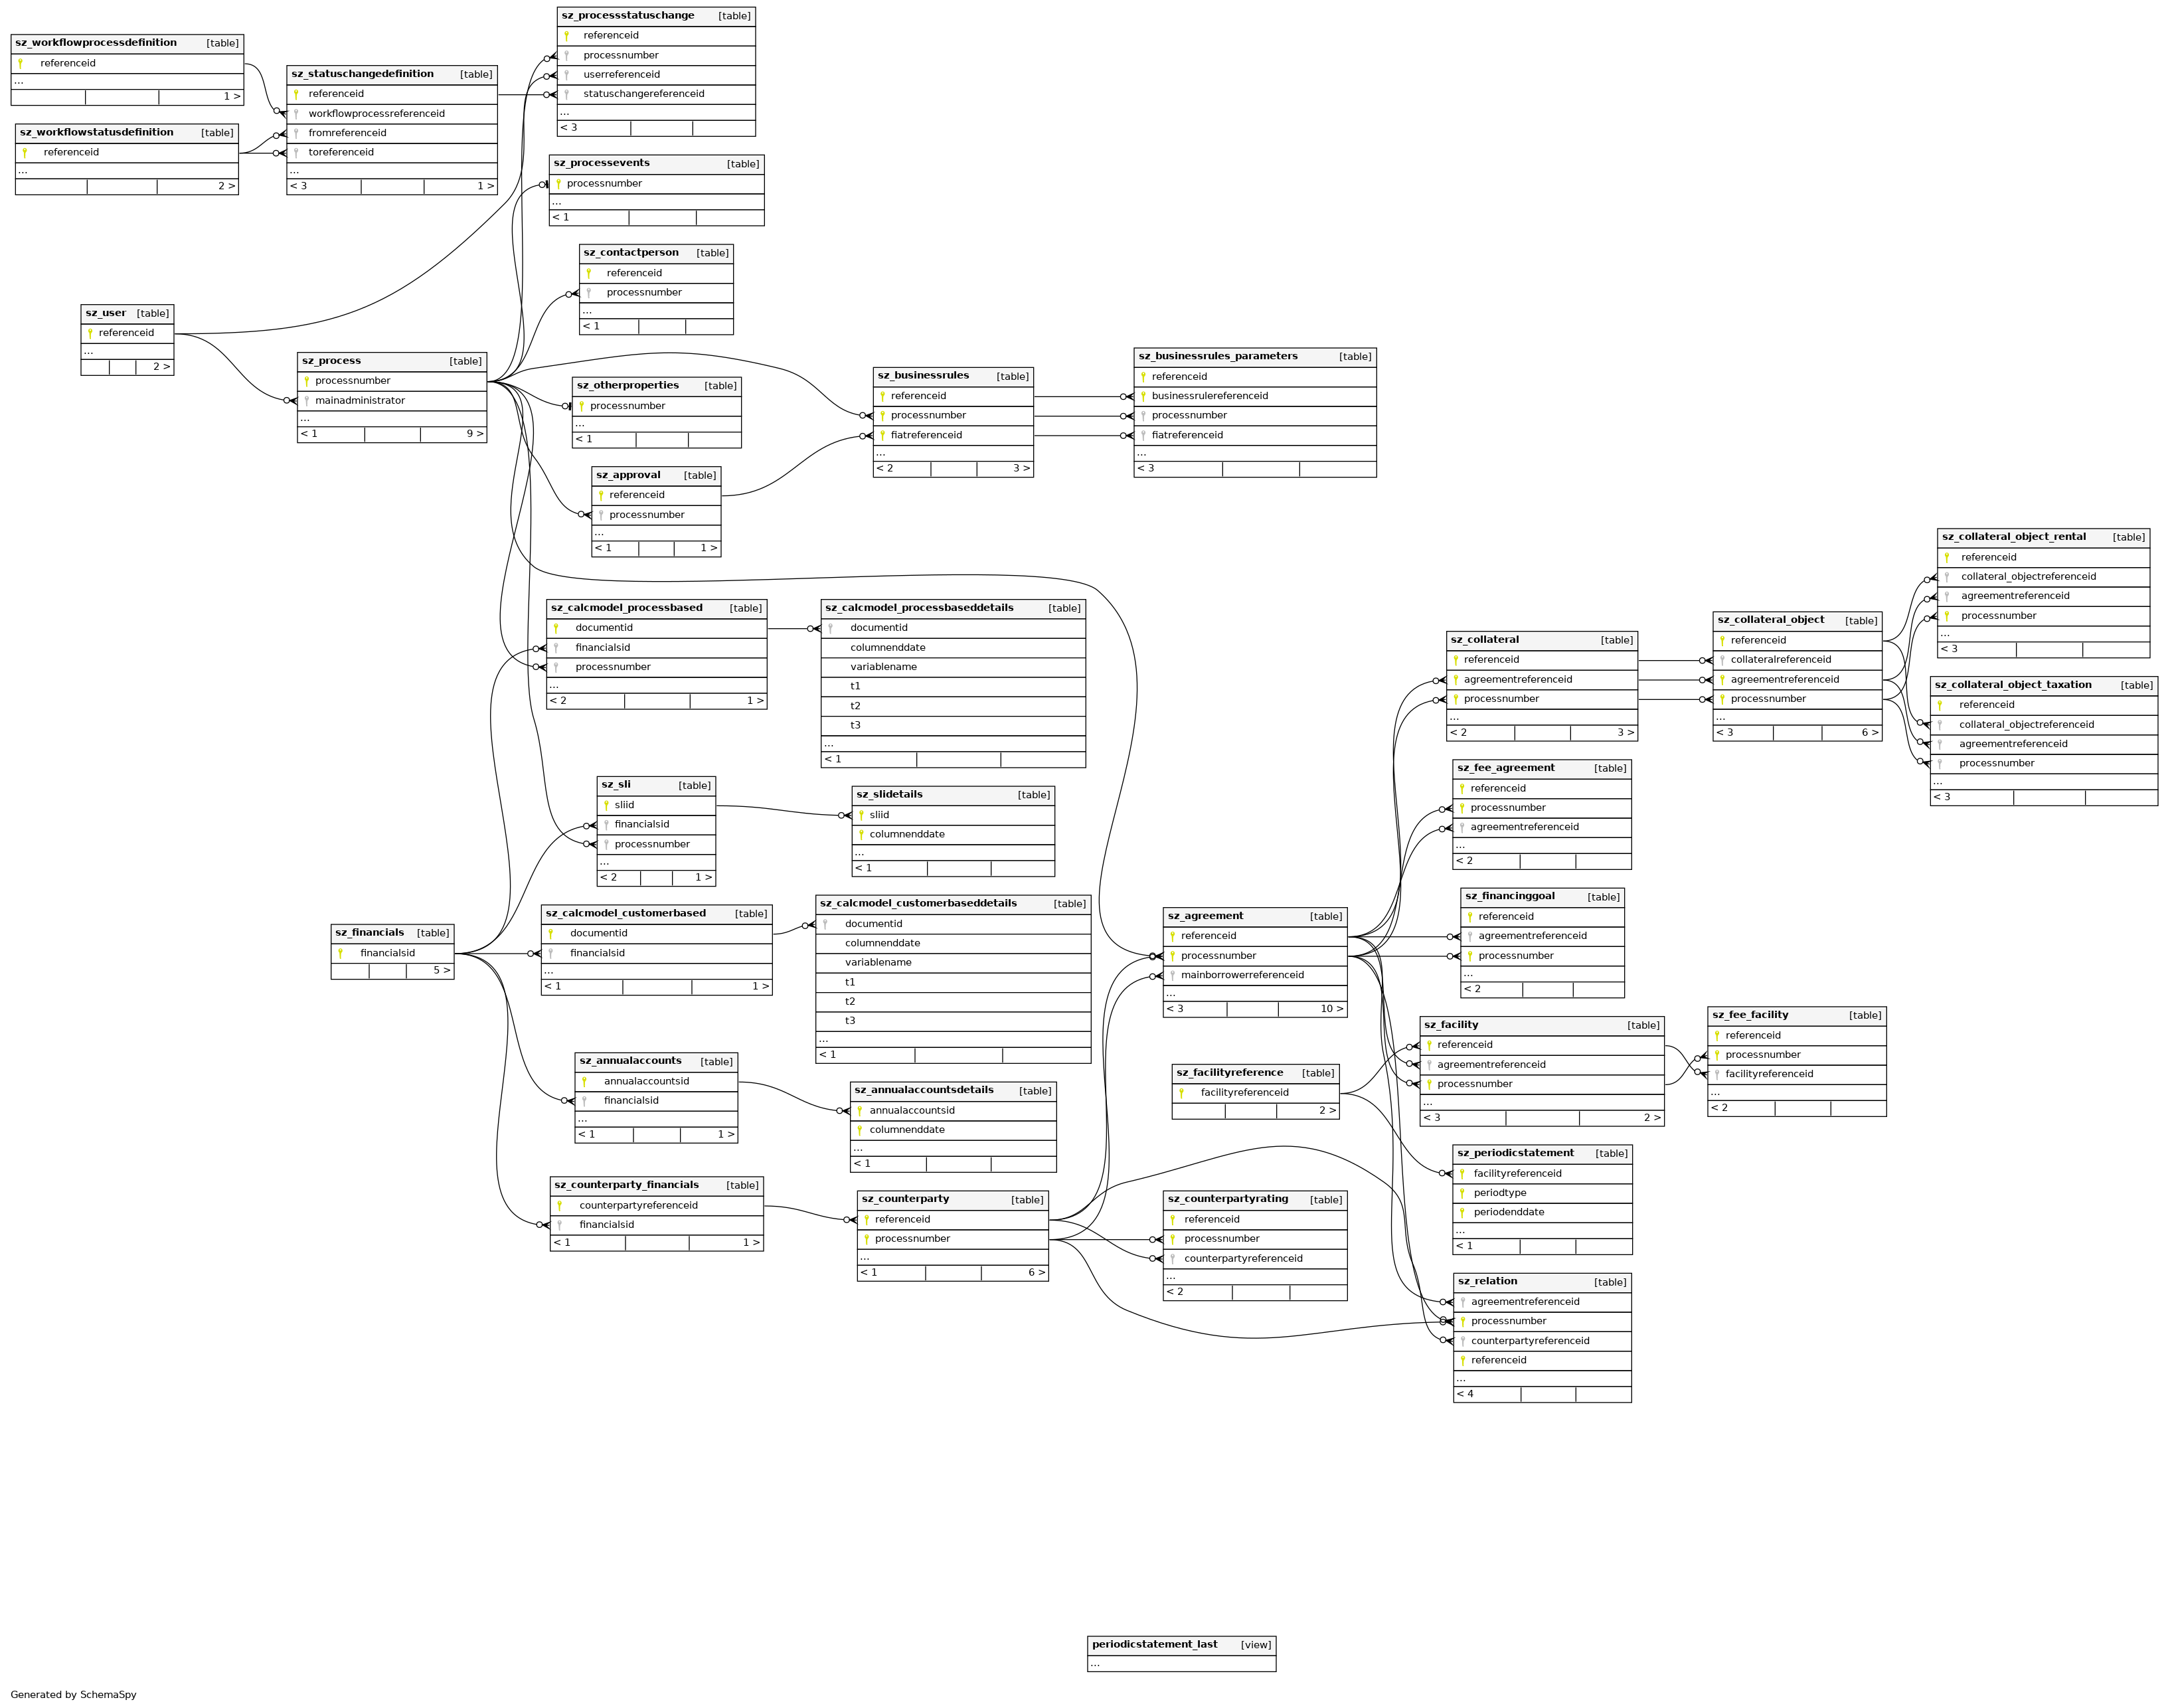 sz_workflowprocessdefinition [table]
referenceid
...
1 >
sz_workflowstatusdefinition [table]
referenceid
...
2 >
sz_statuschangedefinition [table]
referenceid
workflowprocessreferenceid
fromreferenceid
toreferenceid
...
< 3 1 >
sz_processstatuschange [table]
referenceid
processnumber
userreferenceid
statuschangereferenceid
...
< 3
sz_processevents [table]
processnumber
...
< 1
sz_contactperson [table]
referenceid
processnumber
...
< 1
sz_user [table]
referenceid
...
2 >
sz_process [table]
processnumber
mainadministrator
...
< 1 9 >
sz_otherproperties [table]
processnumber
...
< 1
sz_approval [table]
referenceid
processnumber
...
< 1 1 >
sz_businessrules [table]
referenceid
processnumber
fiatreferenceid
...
< 2 3 >
sz_businessrules_parameters [table]
referenceid
businessrulereferenceid
processnumber
fiatreferenceid
...
< 3
sz_calcmodel_processbased [table]
documentid
financialsid
processnumber
...
< 2 1 >
sz_calcmodel_processbaseddetails [table]
documentid
columnenddate
variablename
t1
t2
t3
...
< 1
sz_sli [table]
sliid
financialsid
processnumber
...
< 2 1 >
sz_slidetails [table]
sliid
columnenddate
...
< 1
sz_financials [table]
financialsid
5 >
sz_calcmodel_customerbased [table]
documentid
financialsid
...
< 1 1 >
sz_calcmodel_customerbaseddetails [table]
documentid
columnenddate
variablename
t1
t2
t3
...
< 1
sz_annualaccounts [table]
annualaccountsid
financialsid
...
< 1 1 >
sz_annualaccountsdetails [table]
annualaccountsid
columnenddate
...
< 1
sz_counterparty_financials [table]
counterpartyreferenceid
financialsid
< 1 1 >
sz_counterparty [table]
referenceid
processnumber
...
< 1 6 >
sz_agreement [table]
referenceid
processnumber
mainborrowerreferenceid
...
< 3 10 >
sz_facilityreference [table]
facilityreferenceid
2 >
sz_counterpartyrating [table]
referenceid
processnumber
counterpartyreferenceid
...
< 2
sz_collateral [table]
referenceid
agreementreferenceid
processnumber
...
< 2 3 >
sz_fee_agreement [table]
referenceid
processnumber
agreementreferenceid
...
< 2
sz_financinggoal [table]
referenceid
agreementreferenceid
processnumber
...
< 2
sz_facility [table]
referenceid
agreementreferenceid
processnumber
...
< 3 2 >
sz_periodicstatement [table]
facilityreferenceid
periodtype
periodenddate
...
< 1
sz_relation [table]
agreementreferenceid
processnumber
counterpartyreferenceid
referenceid
...
< 4
sz_collateral_object [table]
referenceid
collateralreferenceid
agreementreferenceid
processnumber
...
< 3 6 >
sz_fee_facility [table]
referenceid
processnumber
facilityreferenceid
...
< 2
sz_collateral_object_rental [table]
referenceid
collateral_objectreferenceid
agreementreferenceid
processnumber
...
< 3
sz_collateral_object_taxation [table]
referenceid
collateral_objectreferenceid
agreementreferenceid
processnumber
...
< 3
periodicstatement_last [view]
...
Generated by SchemaSpy